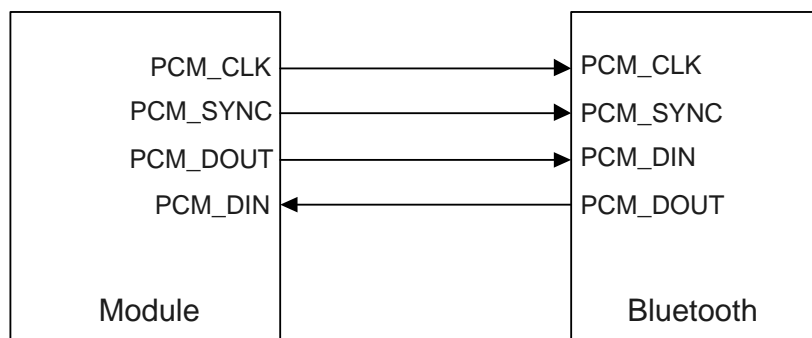 PCM_CLK PCM_CLK
PCM_SYNC PCM_SYNC
PCM_DOUT PCM_DIN
PCM_DIN PCM_DOUT
Module Bluetooth